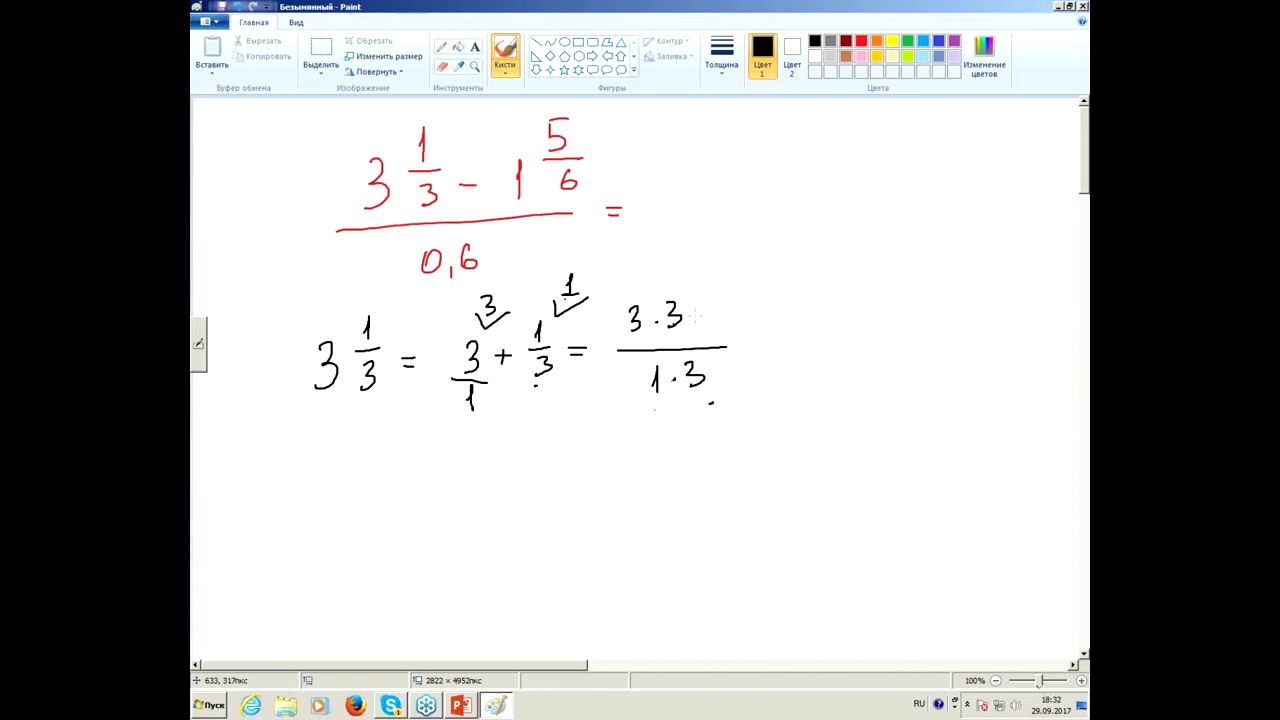 Безымянный - Paint
Главная Вид
Вставить
Вырезать
Копировать
Буфер обмена
Выделить
Обрезать
Изменить размер
Повернуть
Изображение
A
Инструменты
Кисти
Контур
Заливка
Фигуры
Толщина
Цвет 1
Цвет 2
Изменение цветов
Цвета
3 1/3 - 1 5/6
0,6
=
3 1
3 1/3 = 3/1 + 1/3 = 3 · 3
1 · 3
633, 317пкс
2822 × 4952пкс
100%
Пуск
RU
18:32
29.09.2017